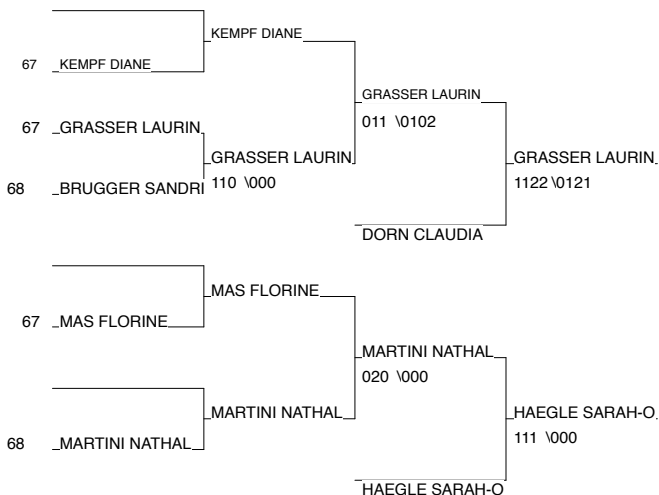 KEMPF DIANE
67 KEMPF DIANE
GRASSER LAURIN
011 \0102
67 GRASSER LAURIN
GRASSER LAURIN
110 \000
GRASSER LAURIN
1122 \0121
68 BRUGGER SANDRI
DORN CLAUDIA
MAS FLORINE
67 MAS FLORINE
MARTINI NATHAL
020 \000
MARTINI NATHAL
HAEGLE SARAH-O
111 \000
68 MARTINI NATHAL
HAEGLE SARAH-O